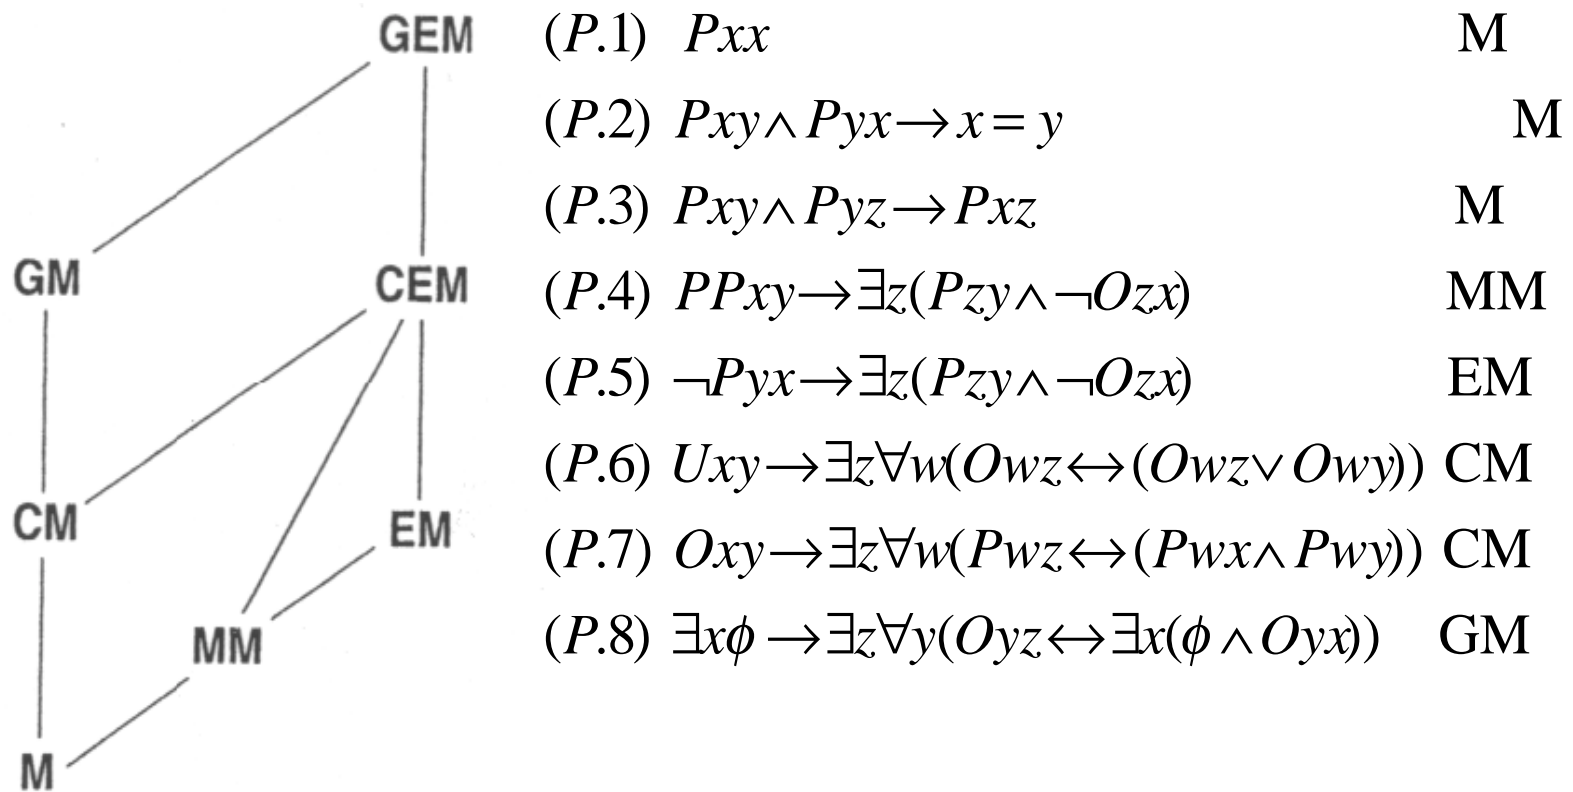 GEM
GM
CEM
CM
EM
MM
M
(P.1) Pxx M
(P.2) Pxy∧Pyx→x=y M
(P.3) Pxy∧Pyz→Pxz M
(P.4) PPxy→∃z(Pzy∧¬Ozx) MM
(P.5) ¬Pyx→∃z(Pzy∧¬Ozx) EM
(P.6) Uxy→∃z∀w(Owz↔(Owz∨Owy)) CM
(P.7) Oxy→∃z∀w(Pwz↔(Pwx∧Pwy)) CM
(P.8) ∃xϕ→∃z∀y(Oyz↔∃x(ϕ∧Oyx)) GM